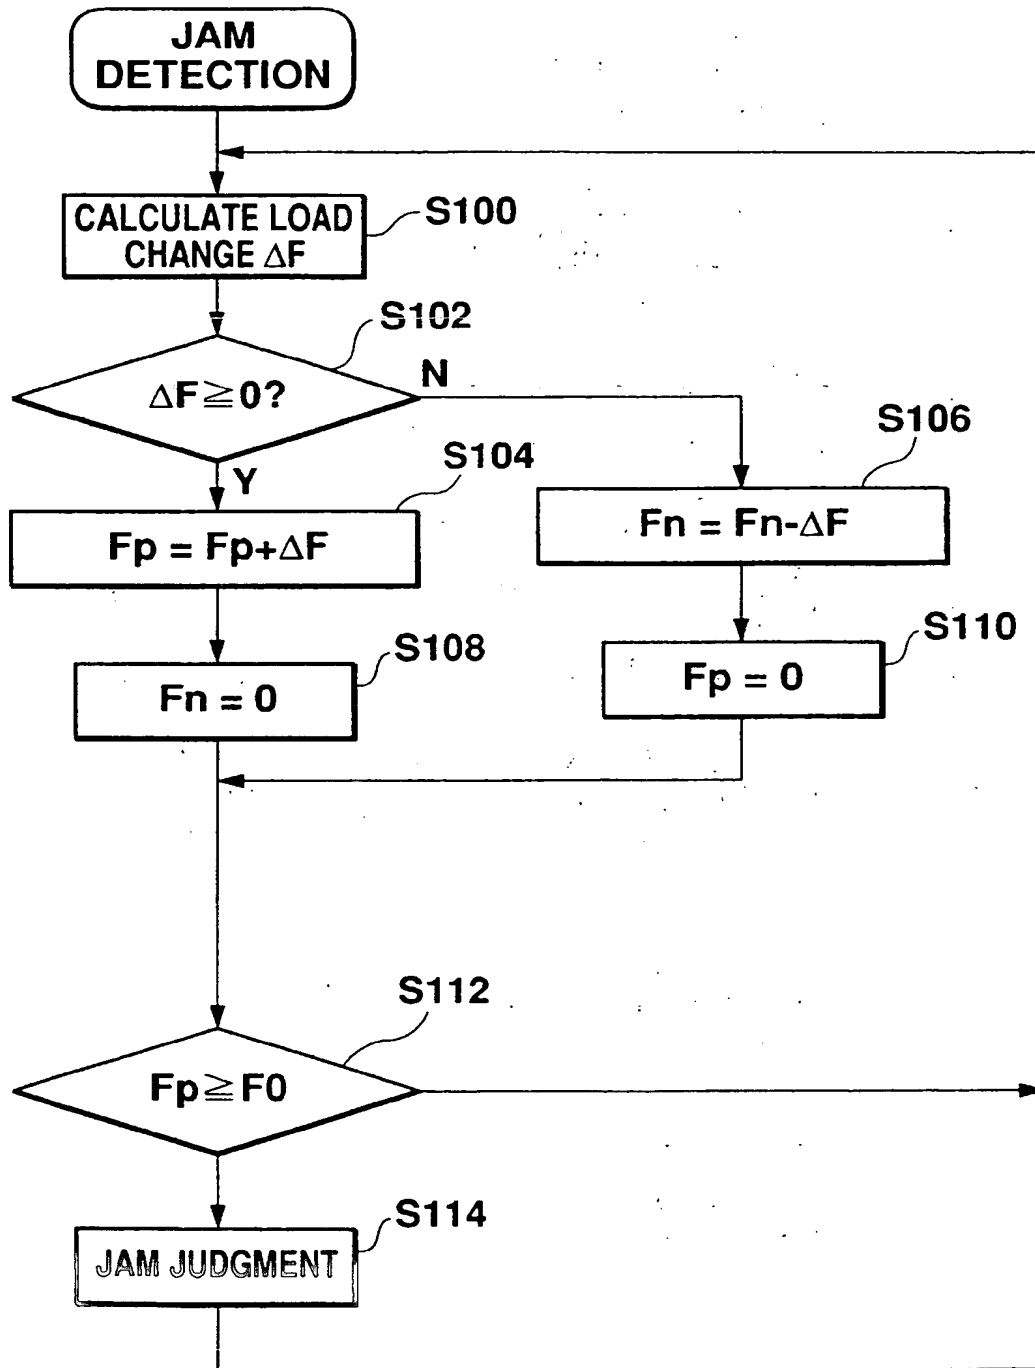 JAM
DETECTION
CALCULATE LOAD
CHANGE ΔF
S100
S102
ΔF≧0?
N
Y
S104
S106
Fp = Fp+ΔF
Fn = Fn-ΔF
S108
S110
Fn = 0
Fp = 0
S112
Fp≧F0
S114
JAM JUDGMENT